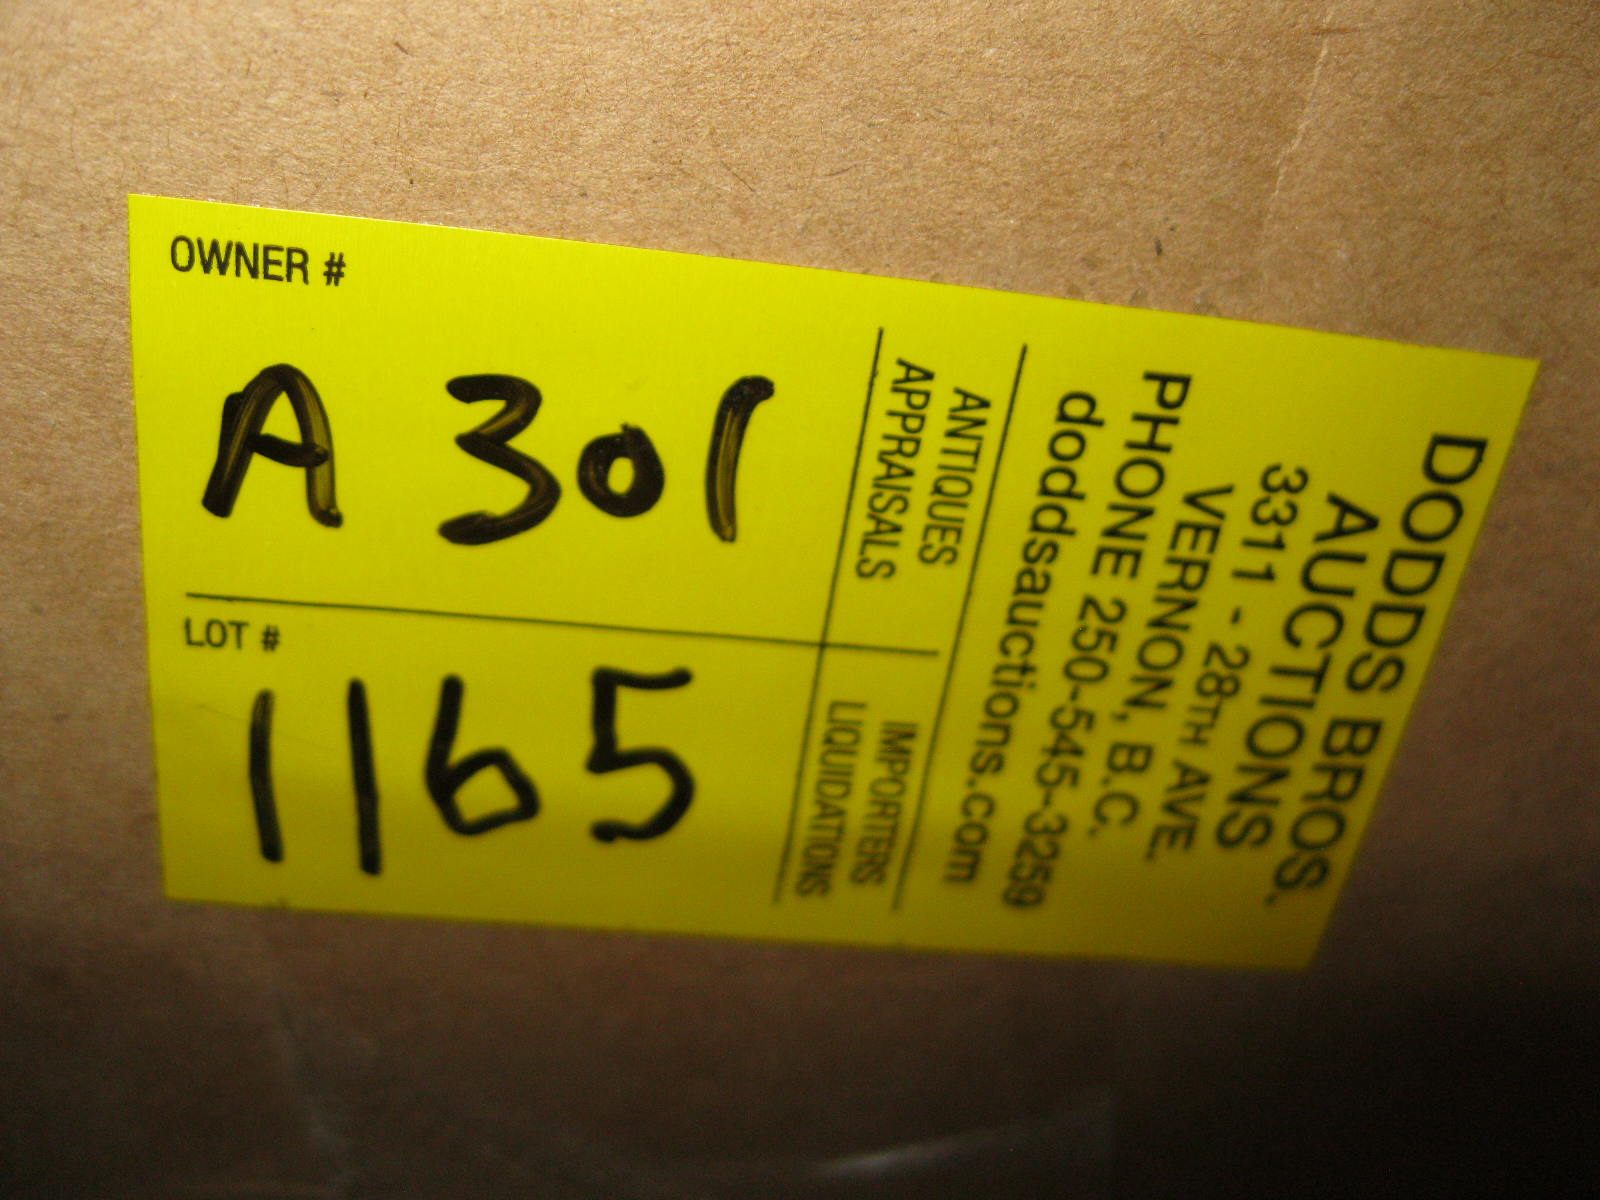 OWNER #
A 301
LOT #
1165
DODDS BROS.
AUCTIONS
3311 - 28TH AVE.
VERNON, B.C.
PHONE 250-545-3259
doddsauctions.com
ANTIQUES
APPRAISALS
IMPORTERS
LIQUIDATIONS